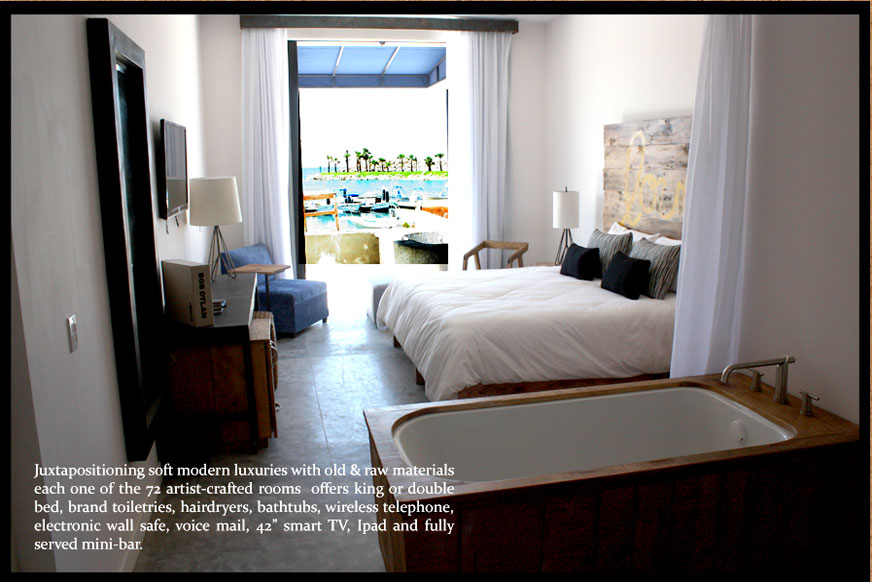 BOB DYLAN
Juxtapositioning soft modern luxuries with old & raw materials
each one of the 72 artist-crafted rooms offers king or double
bed, brand toiletries, hairdryers, bathtubs, wireless telephone,
electronic wall safe, voice mail, 42” smart TV, Ipad and fully
served mini-bar.